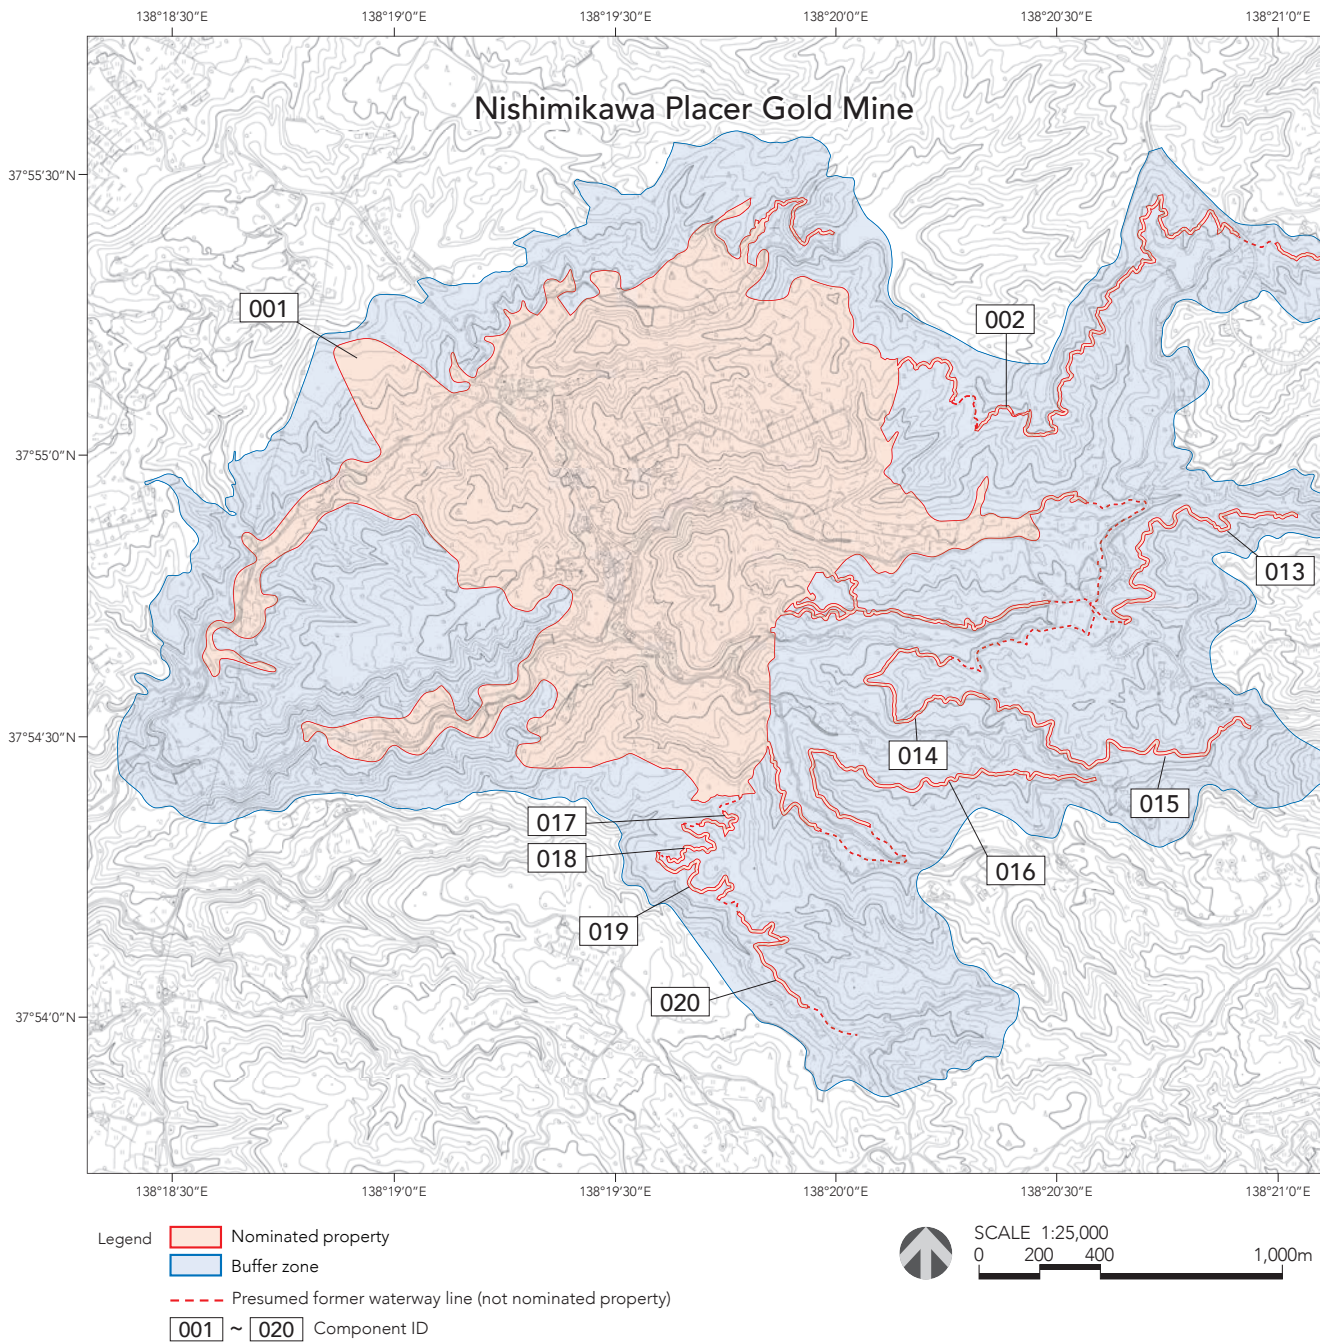 138°18′30″E 138°19′0″E 138°19′30″E 138°20′0″E 138°20′30″E 138°21′0″E
Nishimikawa Placer Gold Mine
37°55′30″N
001
002
37°55′0″N
013
37°54′30″N
014
015
017
018
016
019
020
37°54′0″N
138°18′30″E 138°19′0″E 138°19′30″E 138°20′0″E 138°20′30″E 138°21′0″E
Legend Nominated property
Buffer zone
Presumed former waterway line (not nominated property)
001 ~ 020 Component ID
SCALE 1:25,000
0 200 400 1,000m